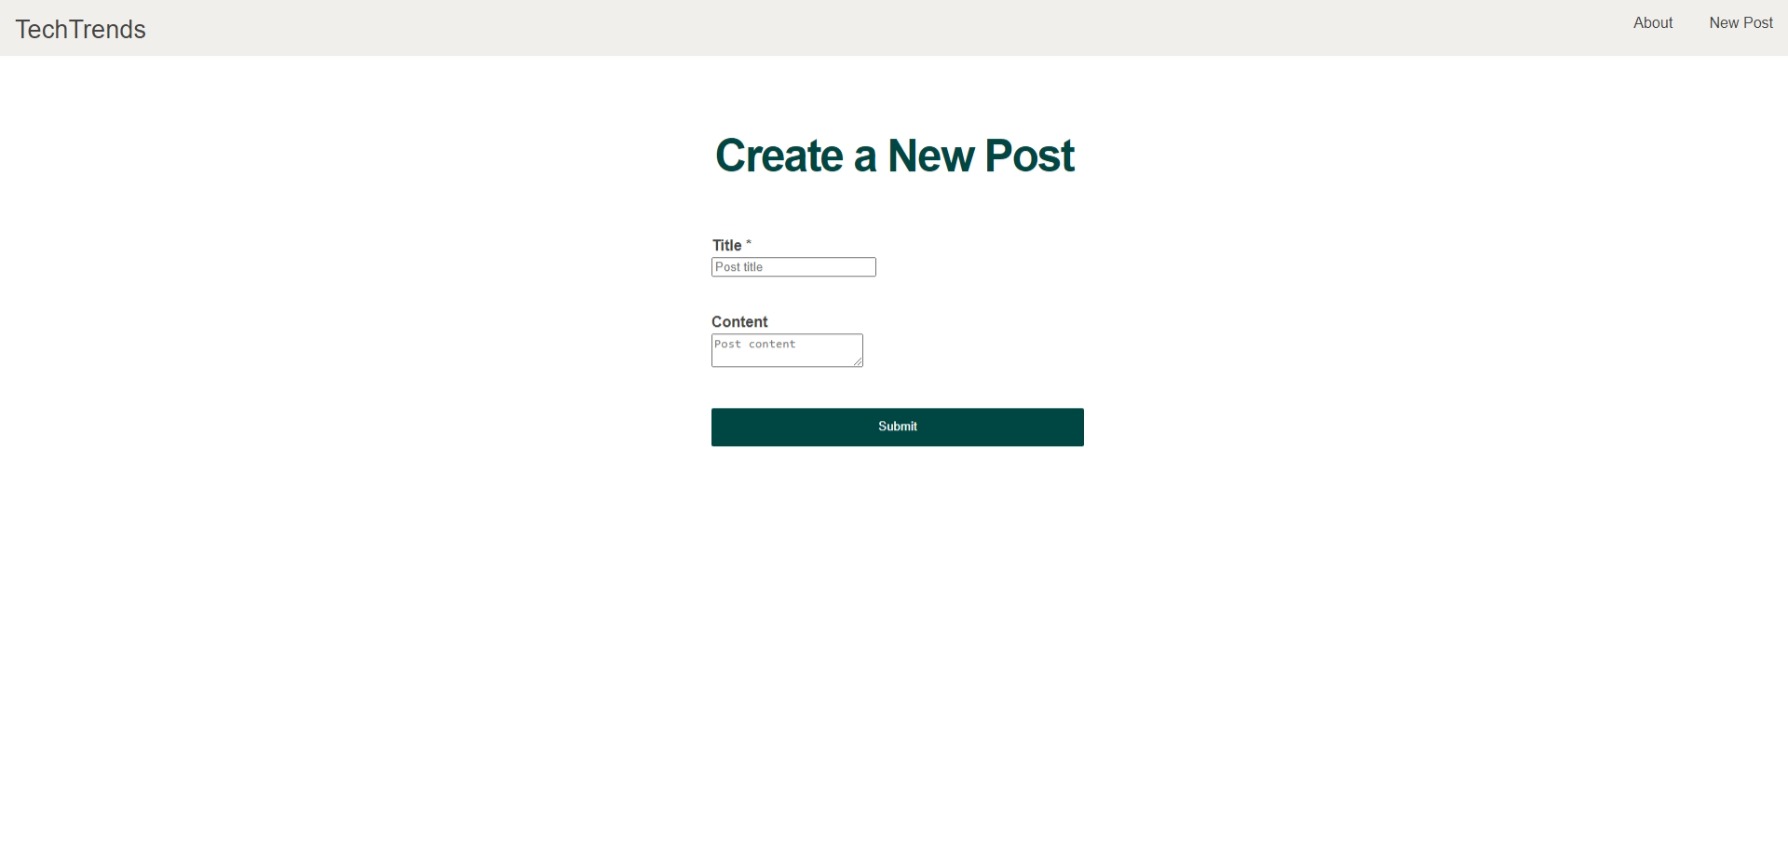 TechTrends
About
New Post
Create a New Post
Title *
Post title
Content
Post content
Submit